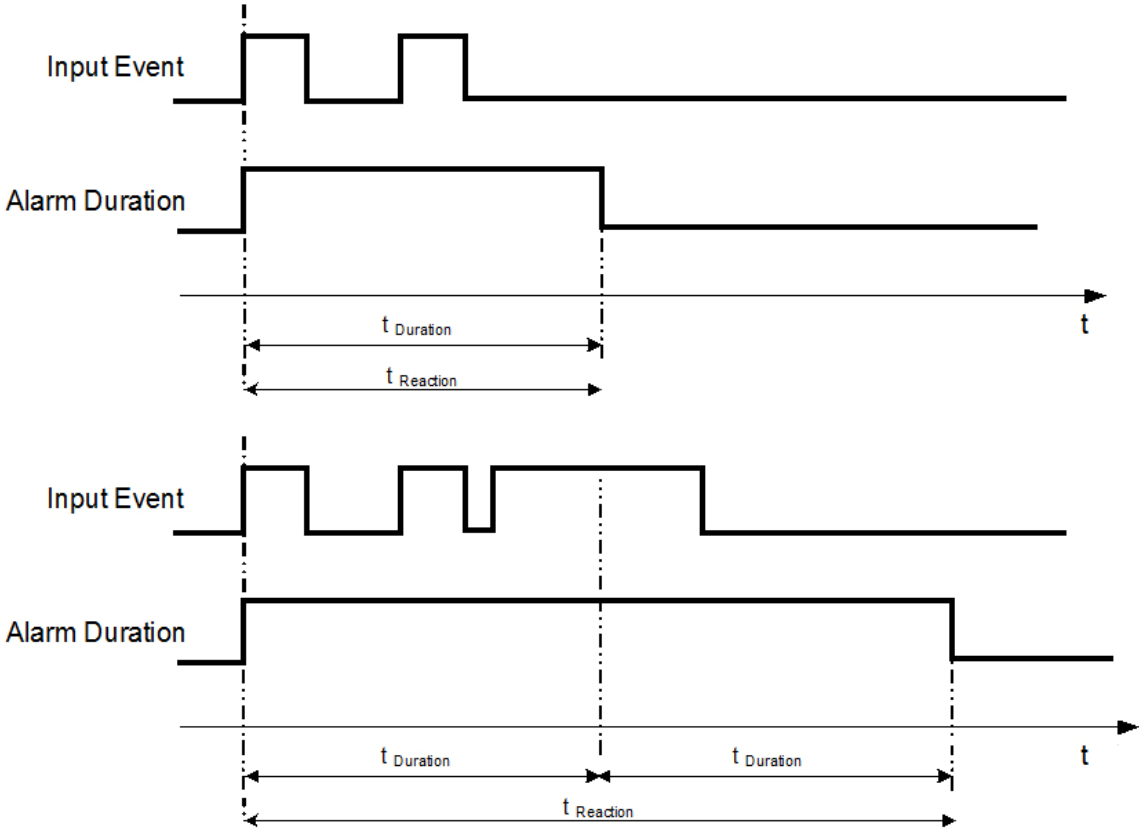 Input Event
Alarm Duration
t
t Duration
t Reaction
Input Event
Alarm Duration
t
t Duration t Duration
t Reaction